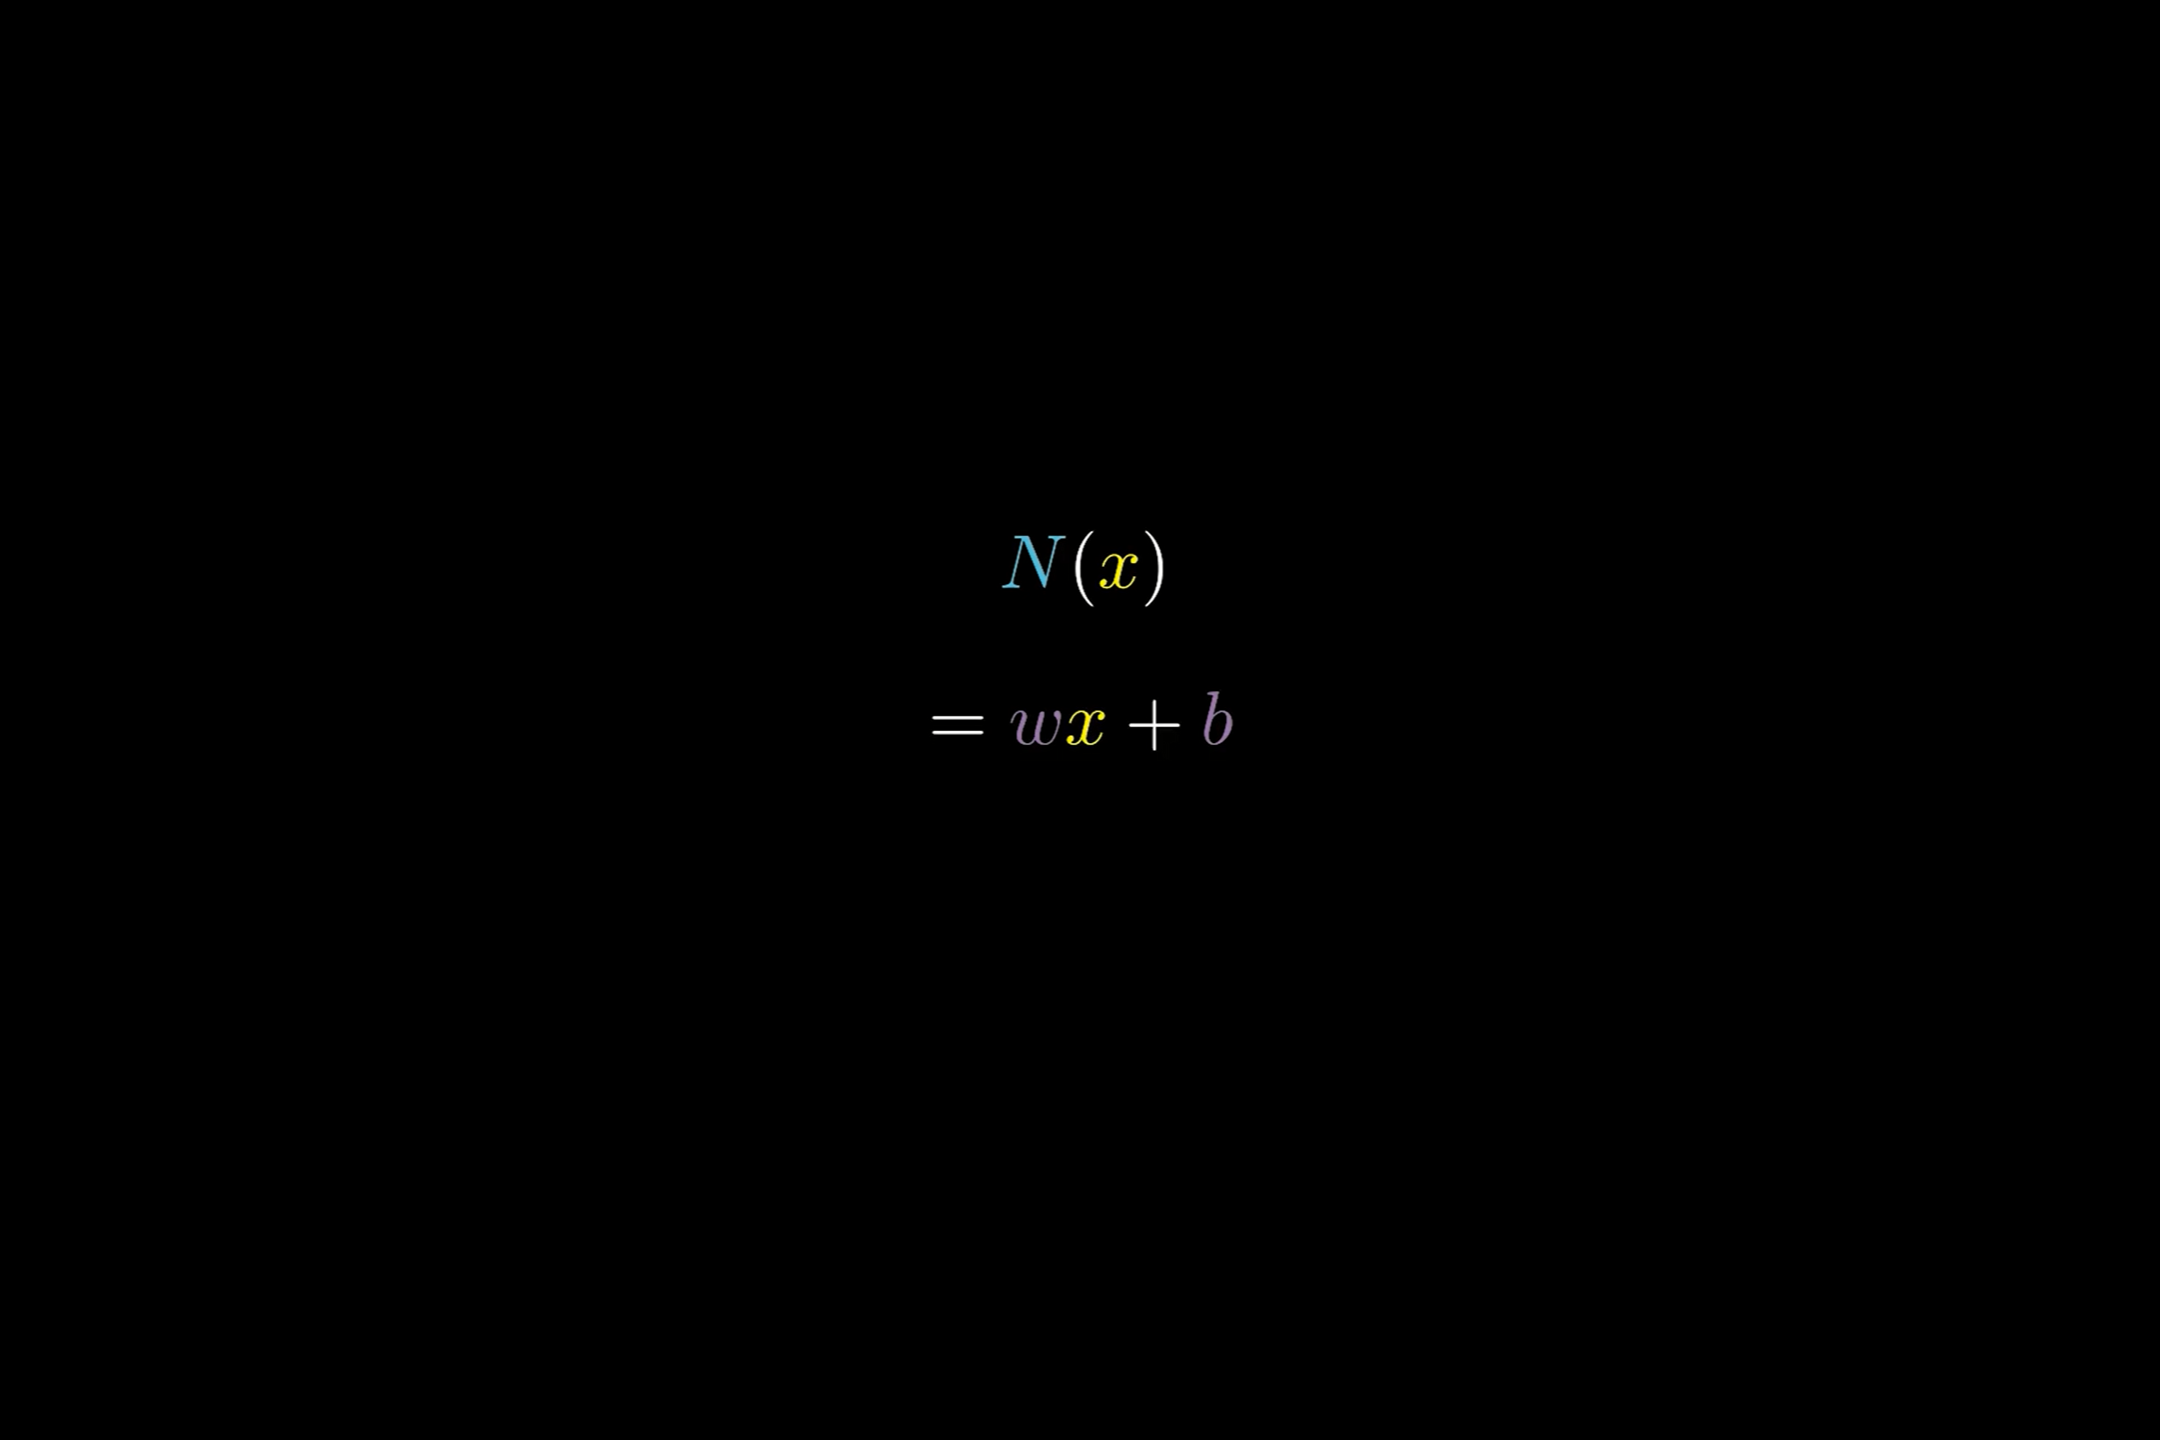 N(x)
= wx + b